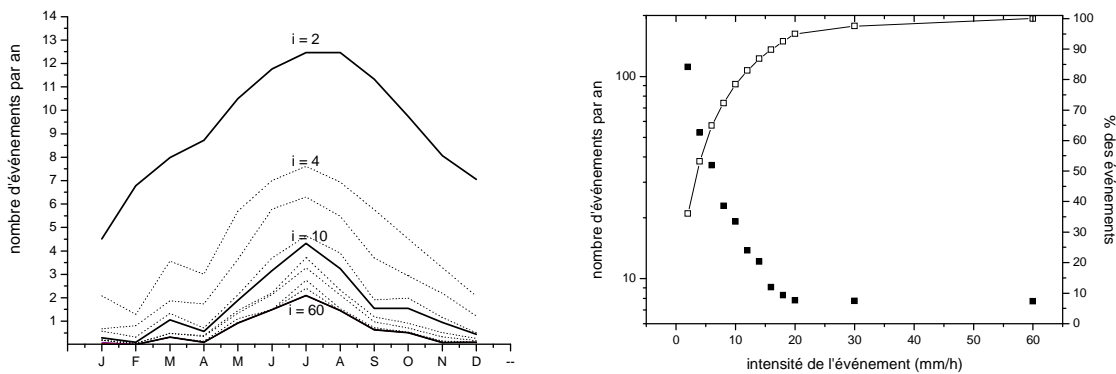 14
13
12
11
10
9
8
7
6
5
4
3
2
1
nombre d'événements par an
i = 2
i = 4
i = 10
i = 60
J F M A M J J A S O N D --
100
10
nombre d'événements par an
100
90
80
70
60
50
40
30
20
10
0
% des événements
0 10 20 30 40 50 60
intensité de l'événement (mm/h)